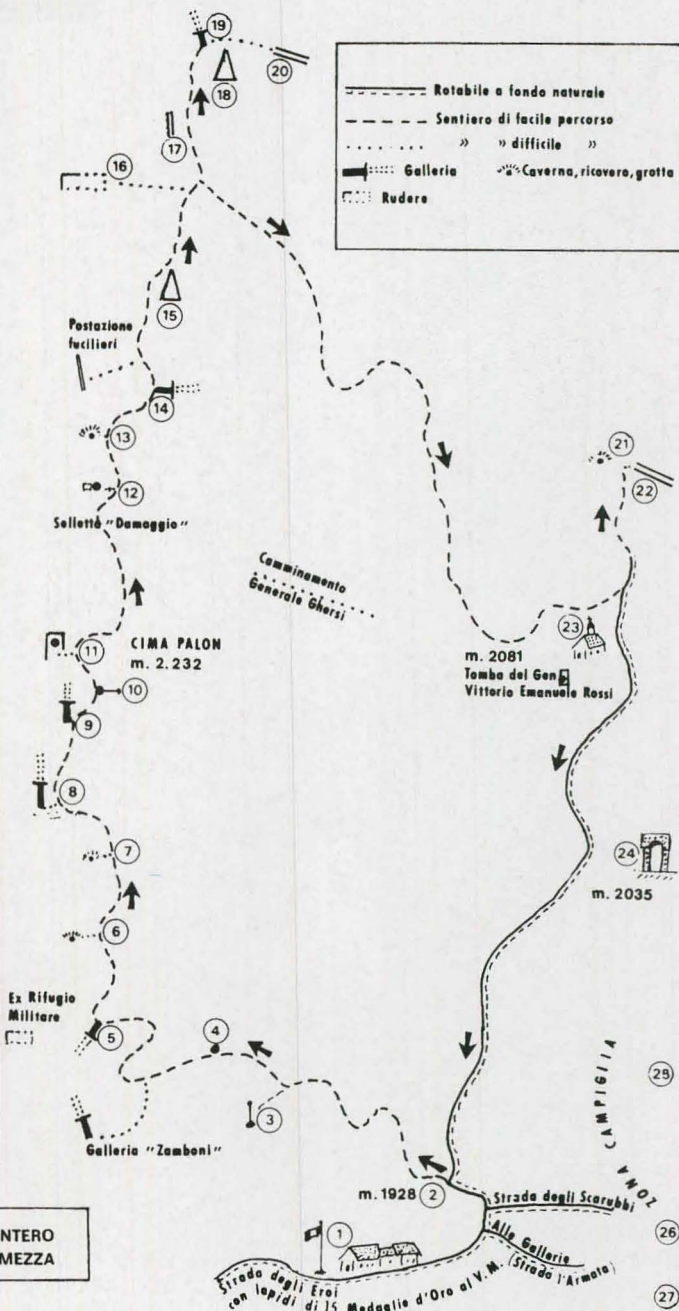 19
20
18
17
16
Rotabile a fondo naturale
Sentiero di facile percorso
» » difficile »
Galleria
Caverna, ricovero, grotta
Rudere
15
Postazione
fucilieri
14
13
12
Selletta "Damaggio"
21
22
Camminamento
Generale Ghersi
11
CIMA PALON
m. 2.232
10
9
23
m. 2081
Tomba del Gen.
Vittorio Emanuele Rossi
8
7
24
m. 2035
6
Ex Rifugio
Militare
5
4
3
Galleria "Zamboni"
ZONA CAMPIGLIA
28
m. 1928
2
Strada degli Scarubbi
1
Alle Gallerie
(Strada 1ªArmata)
26
NTERO
MEZZA
Strada degli Eroi
con lapidi di 15 Medaglie d'Oro al V.M.
27